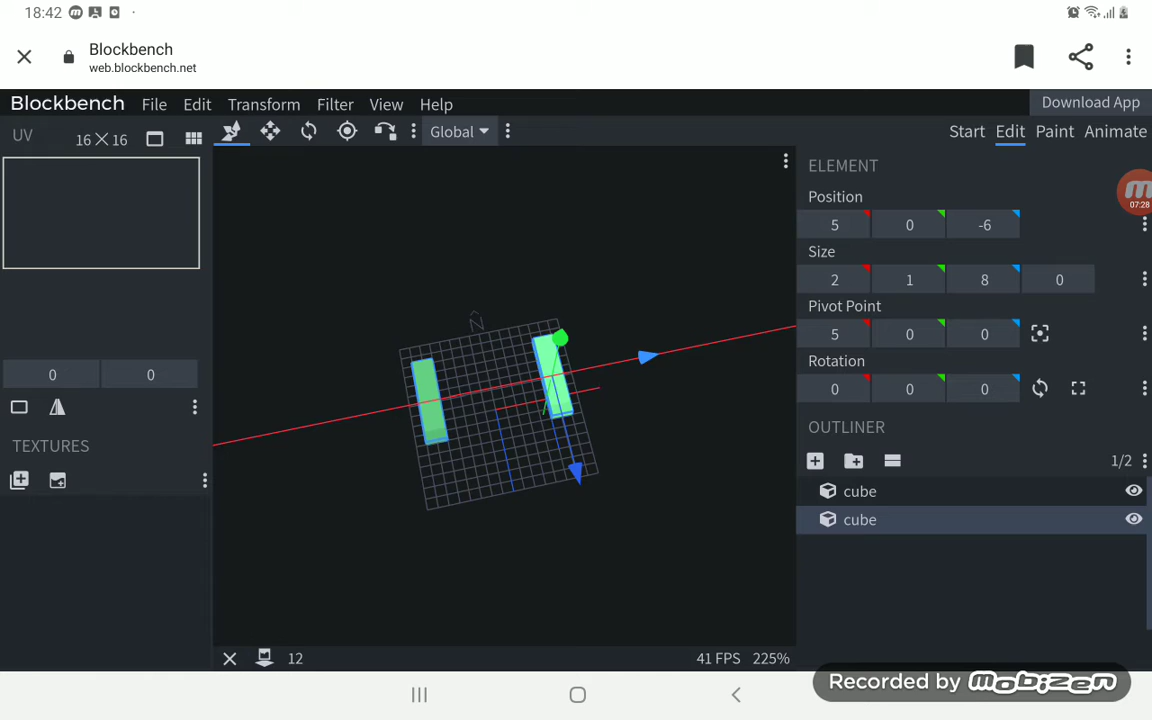 18:42
Blockbench
web.blockbench.net
Blockbench File Edit Transform Filter View Help Download App
UV 16×16 Global Start Edit Paint Animate
ELEMENT
Position
5 0 -6
07:28
Size
2 1 8 0
Pivot Point
5 0 0
Rotation
0 0 0
0 0
OUTLINER
TEXTURES
1/2
cube
cube
N
12 41 FPS 225%
Recorded by mobizen